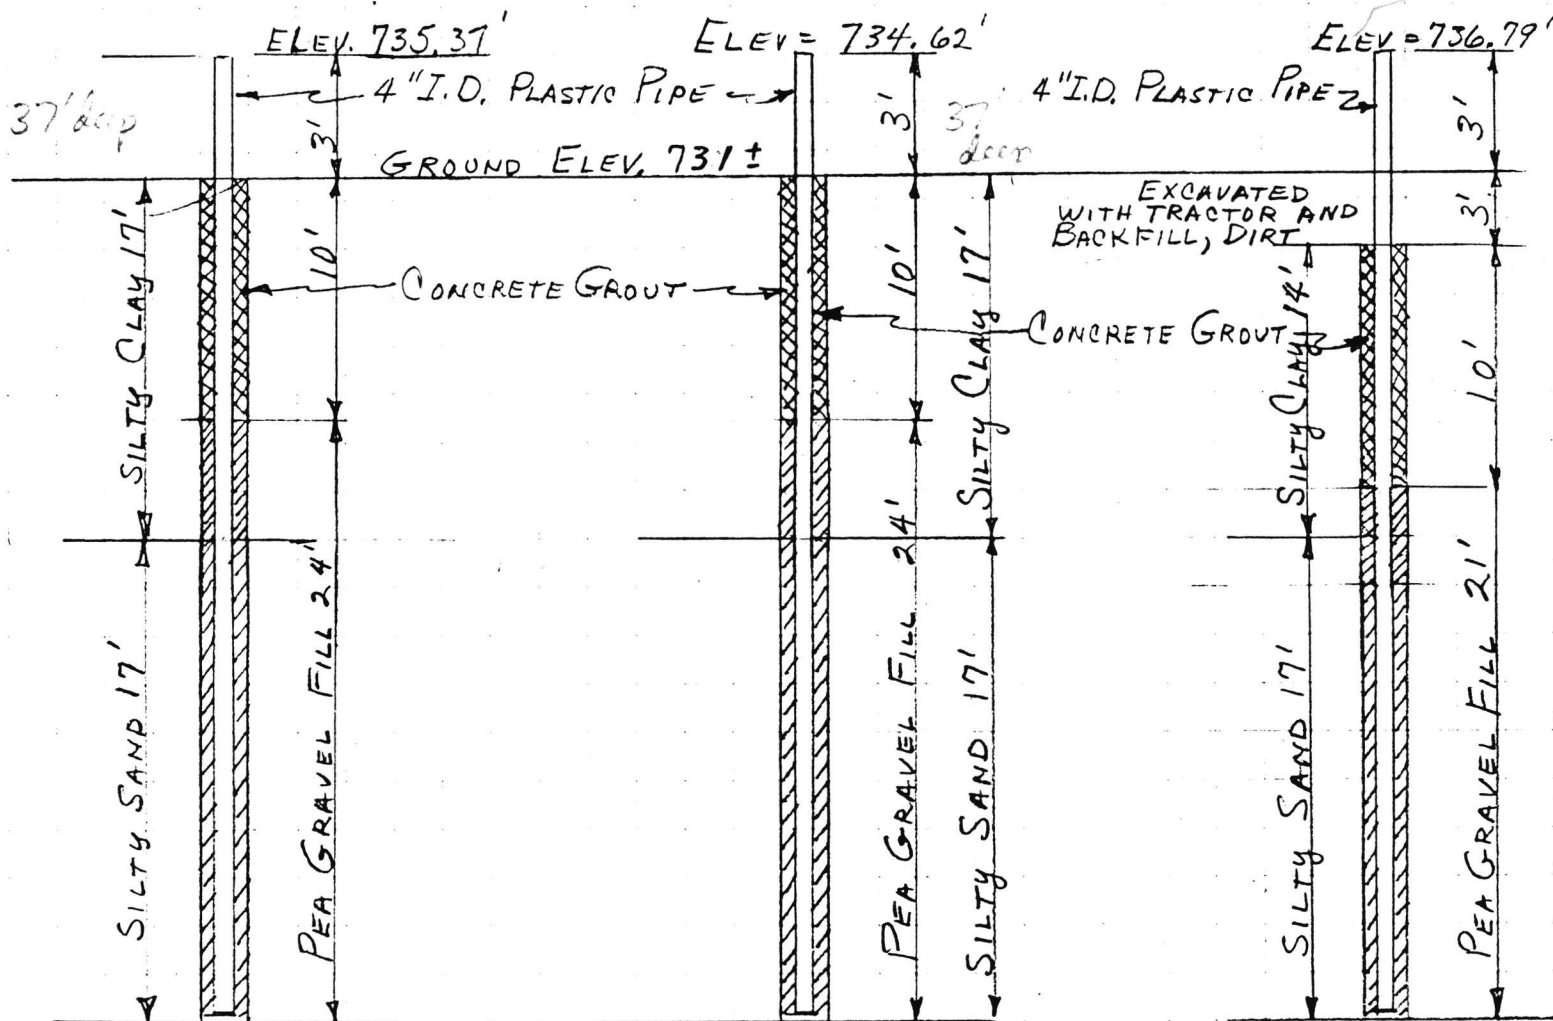 ELEV. 735.37'
ELEV = 734.62'
ELEV = 736.79'
4" I.D. PLASTIC PIPE
4" I.D. PLASTIC PIPE
37' deep
3'
3'
37' deep
3'
GROUND ELEV. 731 ±
EXCAVATED
WITH TRACTOR AND
BACKFILL, DIRT
3'
SILTY CLAY 17'
10'
CONCRETE GROUT
10'
SILTY CLAY 17'
CONCRETE GROUT
SILTY CLAY 14'
10'
SILTY SAND 17'
PEA GRAVEL FILL 24'
PEA GRAVEL FILL 24'
SILTY SAND 17'
SILTY SAND 17'
PEA GRAVEL FILL 21'